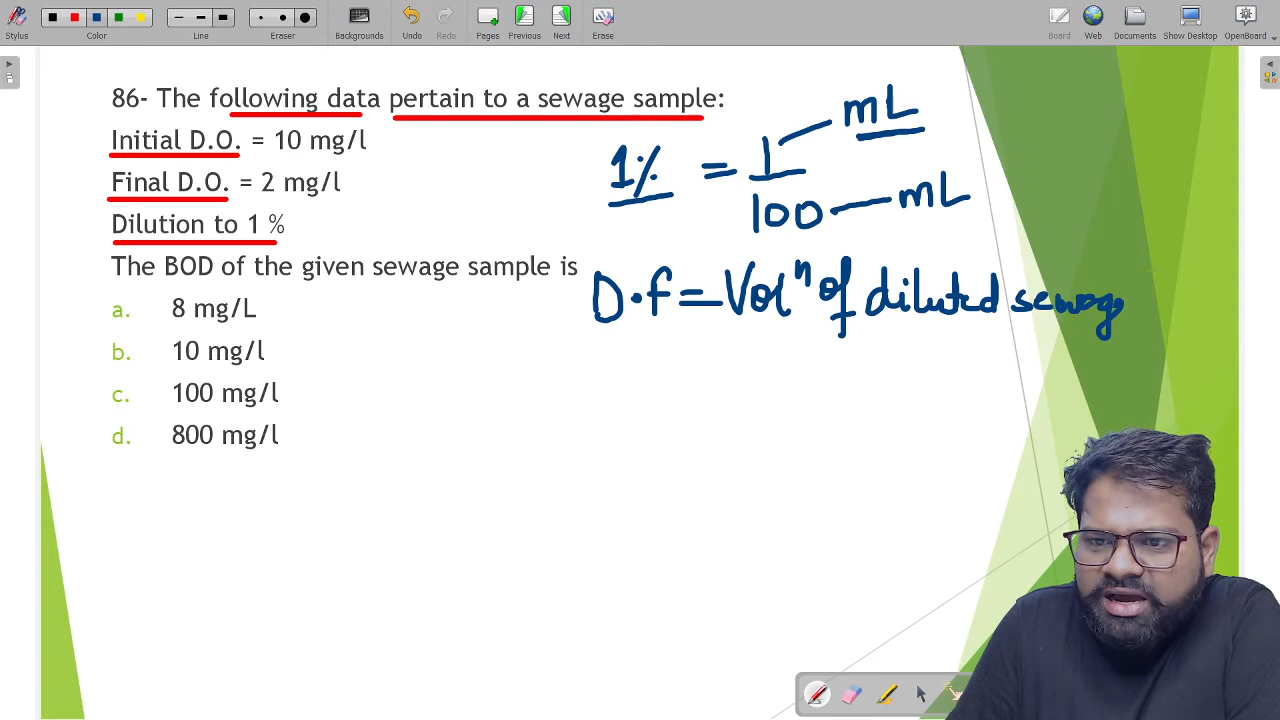 Stylus Color Line Eraser Backgrounds Undo Redo Pages Previous Next Erase Board Web Documents Show Desktop OpenBoard
86- The following data pertain to a sewage sample:
Initial D.O. = 10 mg/l
Final D.O. = 2 mg/l
Dilution to 1 %
The BOD of the given sewage sample is
a. 8 mg/L
b. 10 mg/l
c. 100 mg/l
d. 800 mg/l
1% = 1 mL
100 mL
D.f = Volⁿ of diluted sewage